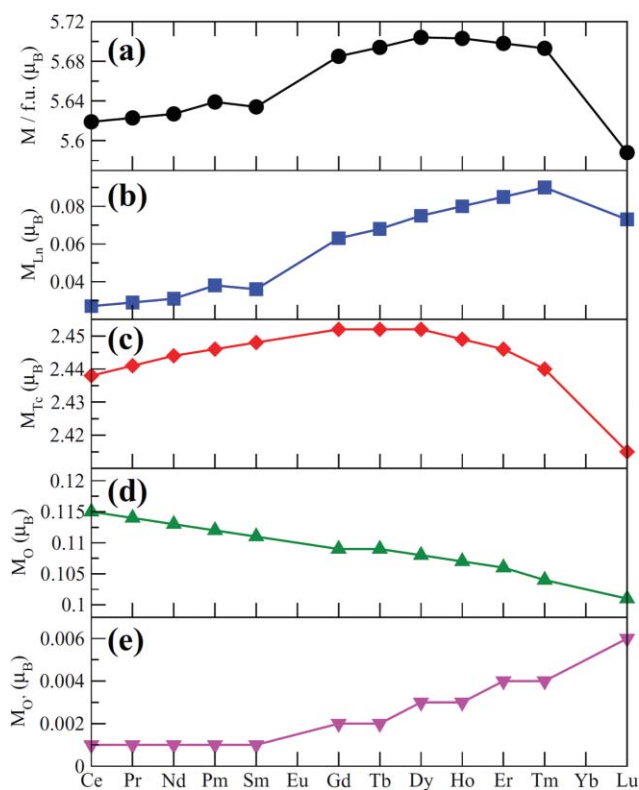 (a)
M / f.u. (μB)
5.72
5.68
5.64
5.6
(b)
MLn (μB)
0.08
0.06
0.04
(c)
MTc (μB)
2.45
2.44
2.43
2.42
(d)
MO (μB)
0.12
0.115
0.11
0.105
0.1
(e)
MO' (μB)
0.006
0.004
0.002
0
Ce Pr Nd Pm Sm Eu Gd Tb Dy Ho Er Tm Yb Lu